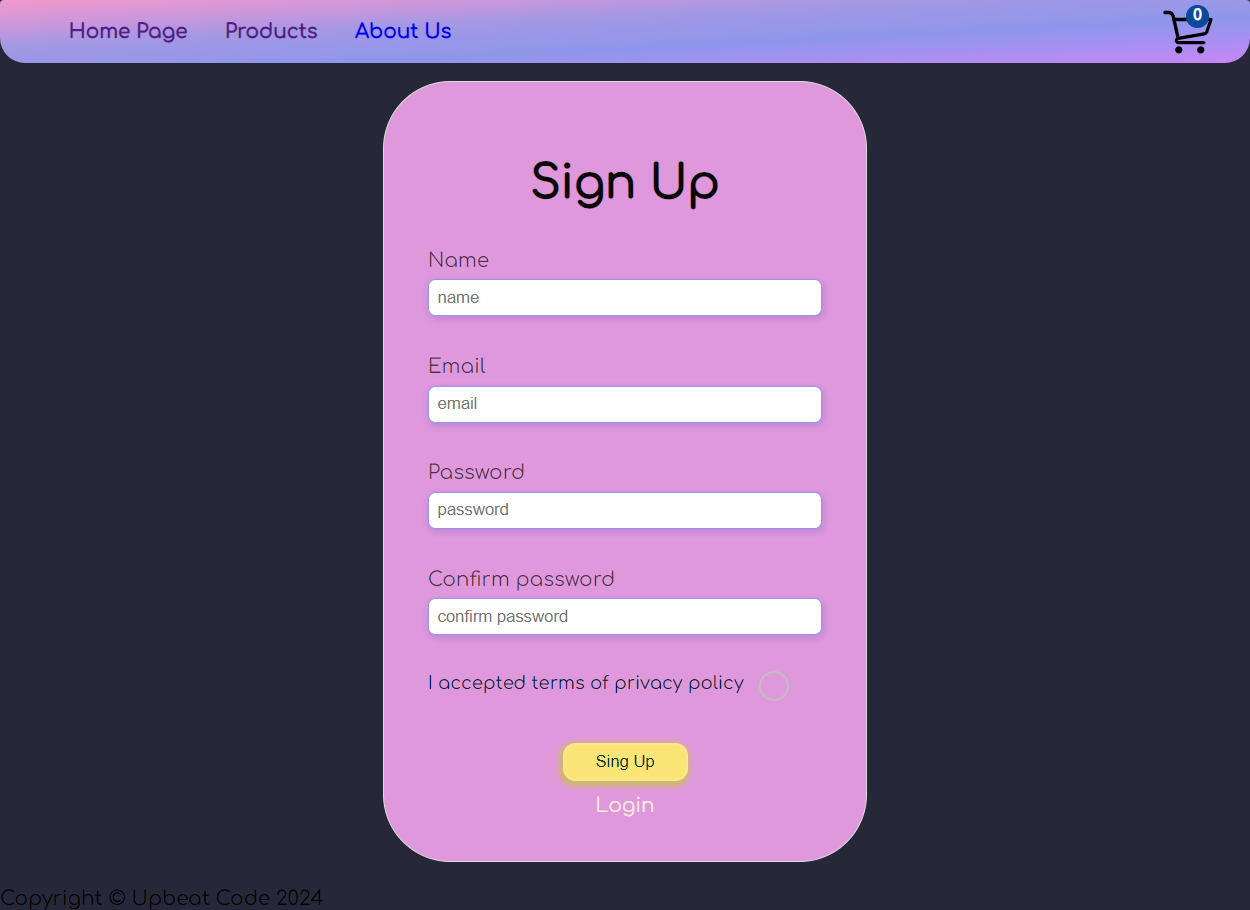 Home Page Products About Us 0
Sign Up
Name
name
Email
email
Password
password
Confirm password
confirm password
I accepted terms of privacy policy
Sing Up
Login
Copyright © Upbeat Code 2024